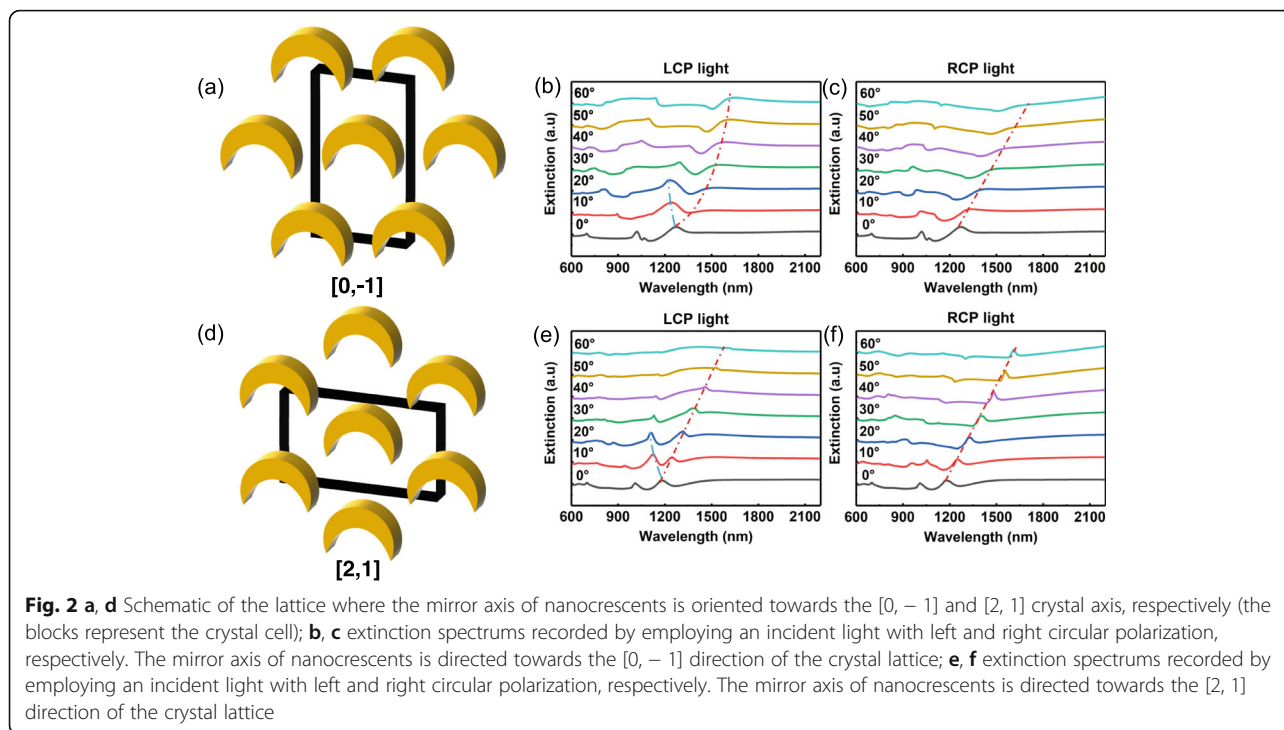 (a)
[0,-1]
(b)
LCP light
Extinction (a.u)
60°
50°
40°
30°
20°
10°
0°
600 900 1200 1500 1800 2100
Wavelength (nm)
(c)
RCP light
Extinction (a.u)
60°
50°
40°
30°
20°
10°
0°
600 900 1200 1500 1800 2100
Wavelength (nm)
(d)
[2,1]
(e)
LCP light
Extinction (a.u)
60°
50°
40°
30°
20°
10°
0°
600 900 1200 1500 1800 2100
Wavelength (nm)
(f)
RCP light
Extinction (a.u)
60°
50°
40°
30°
20°
10°
0°
600 900 1200 1500 1800 2100
Wavelength (nm)
Fig. 2 a, d Schematic of the lattice where the mirror axis of nanocrescents is oriented towards the [0, − 1] and [2, 1] crystal axis, respectively (the
blocks represent the crystal cell); b, c extinction spectrums recorded by employing an incident light with left and right circular polarization,
respectively. The mirror axis of nanocrescents is directed towards the [0, − 1] direction of the crystal lattice; e, f extinction spectrums recorded by
employing an incident light with left and right circular polarization, respectively. The mirror axis of nanocrescents is directed towards the [2, 1]
direction of the crystal lattice